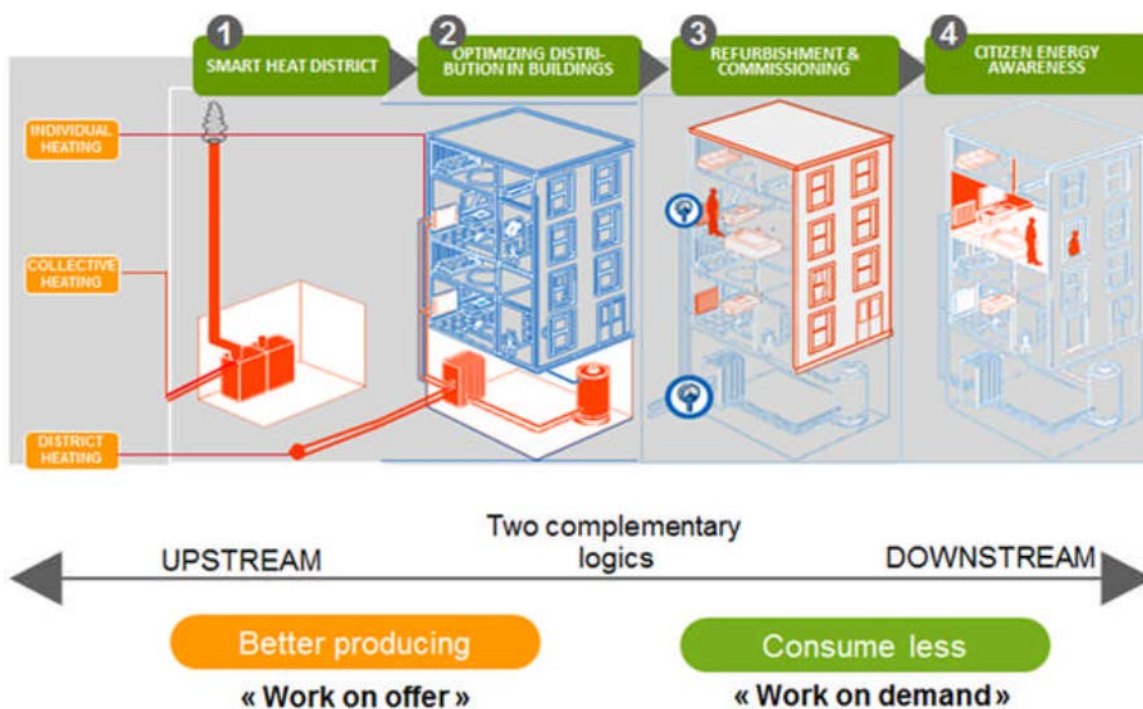 1
SMART HEAT DISTRICT
2
OPTIMIZING DISTRI-
BUTION IN BUILDINGS
3
REFURBISHMENT &
COMMISSIONING
4
CITIZEN ENERGY
AWARENESS
INDIVIDUAL
HEATING
COLLECTIVE
HEATING
DISTRICT
HEATING
Two complementary
logics
UPSTREAM
DOWNSTREAM
Better producing
Consume less
« Work on offer »
« Work on demand »